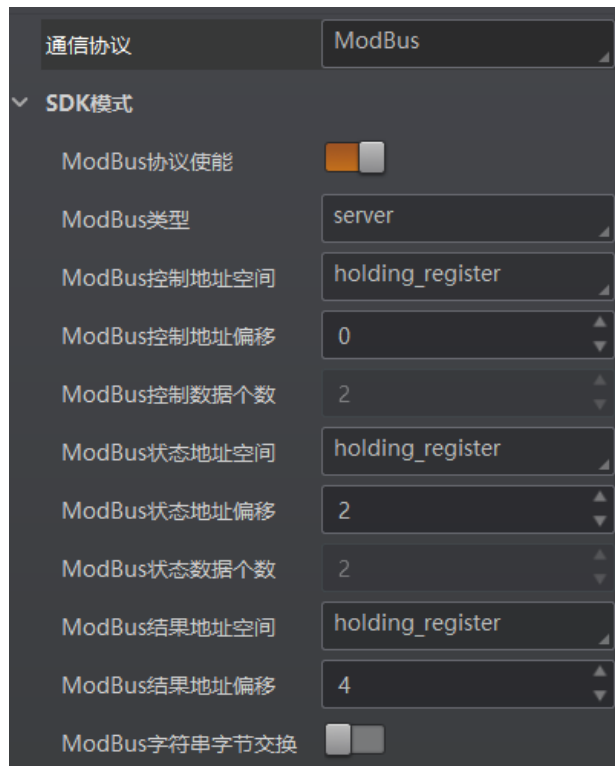 通信协议 ModBus
SDK模式
ModBus协议使能
ModBus类型 server
ModBus控制地址空间 holding_register
ModBus控制地址偏移 0
ModBus控制数据个数 2
ModBus状态地址空间 holding_register
ModBus状态地址偏移 2
ModBus状态数据个数 2
ModBus结果地址空间 holding_register
ModBus结果地址偏移 4
ModBus字符串字节交换